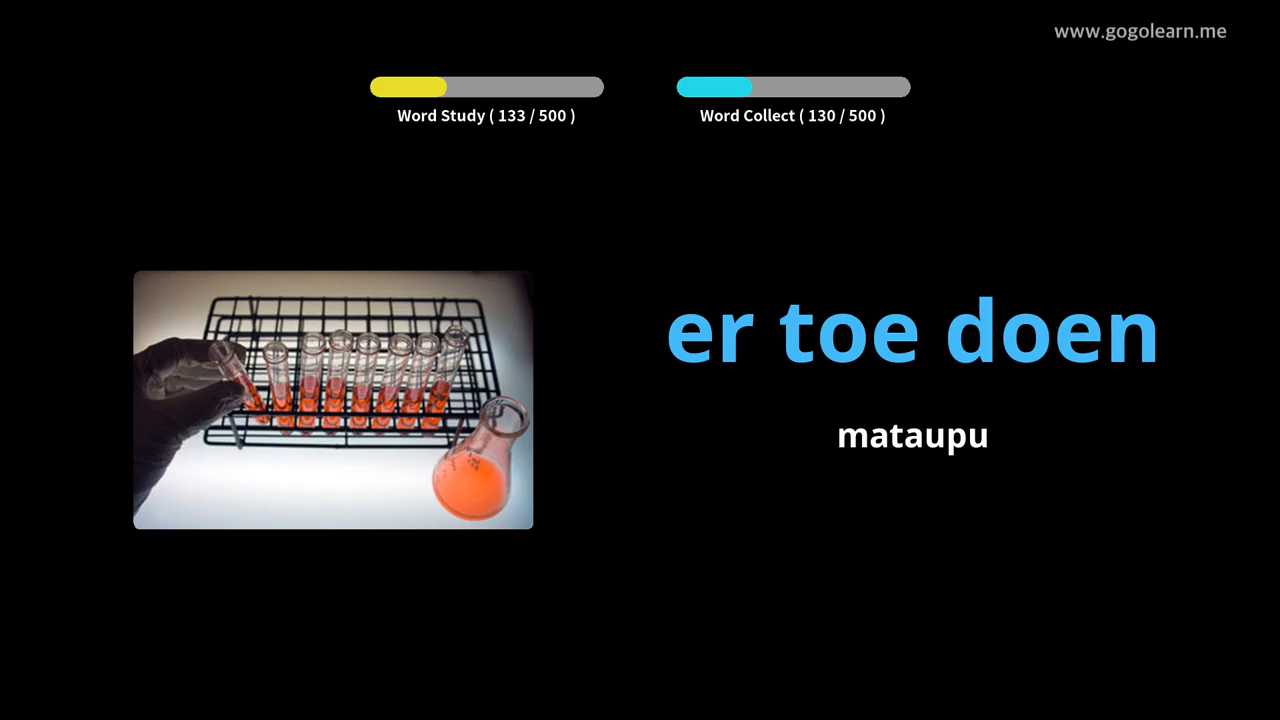 www.gogolearn.me
Word Study ( 133 / 500 )
Word Collect ( 130 / 500 )
er toe doen
mataupu